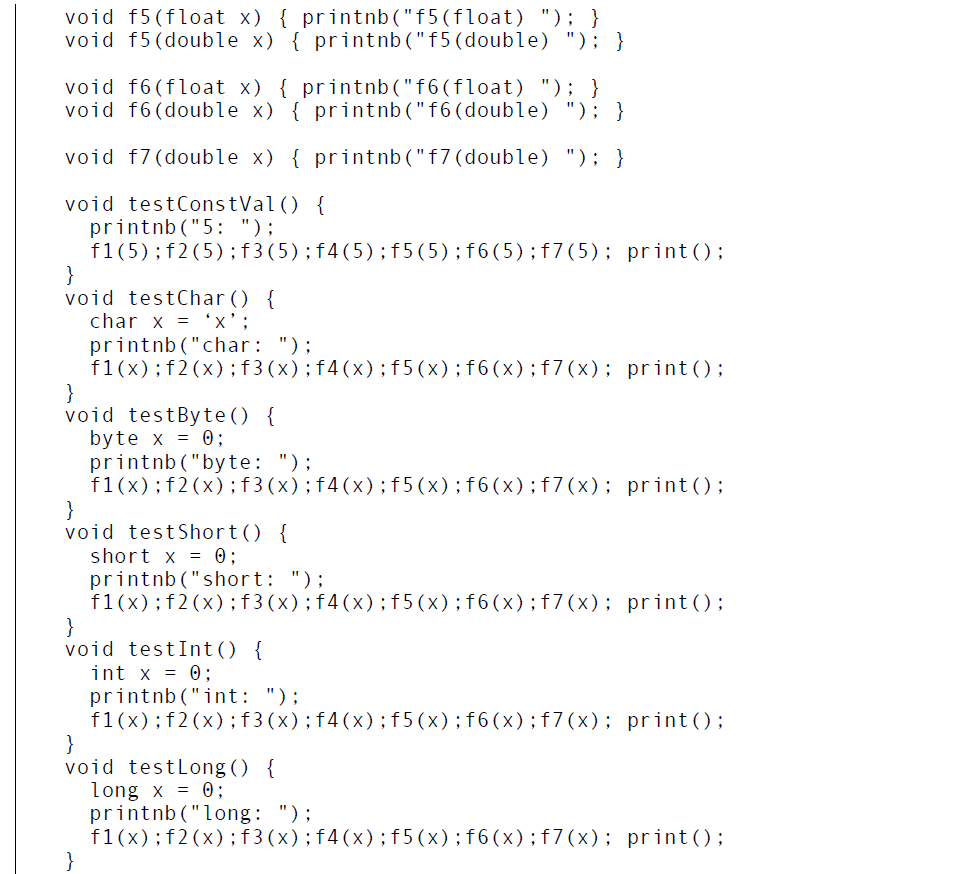 void f5(float x) { printnb("f5(float) "); }
void f5(double x) { printnb("f5(double) "); }

void f6(float x) { printnb("f6(float) "); }
void f6(double x) { printnb("f6(double) "); }

void f7(double x) { printnb("f7(double) "); }

void testConstVal() {
  printnb("5: ");
  f1(5);f2(5);f3(5);f4(5);f5(5);f6(5);f7(5); print();
}
void testChar() {
  char x = ‘x’;
  printnb("char: ");
  f1(x);f2(x);f3(x);f4(x);f5(x);f6(x);f7(x); print();
}
void testByte() {
  byte x = 0;
  printnb("byte: ");
  f1(x);f2(x);f3(x);f4(x);f5(x);f6(x);f7(x); print();
}
void testShort() {
  short x = 0;
  printnb("short: ");
  f1(x);f2(x);f3(x);f4(x);f5(x);f6(x);f7(x); print();
}
void testInt() {
  int x = 0;
  printnb("int: ");
  f1(x);f2(x);f3(x);f4(x);f5(x);f6(x);f7(x); print();
}
void testLong() {
  long x = 0;
  printnb("long: ");
  f1(x);f2(x);f3(x);f4(x);f5(x);f6(x);f7(x); print();
}